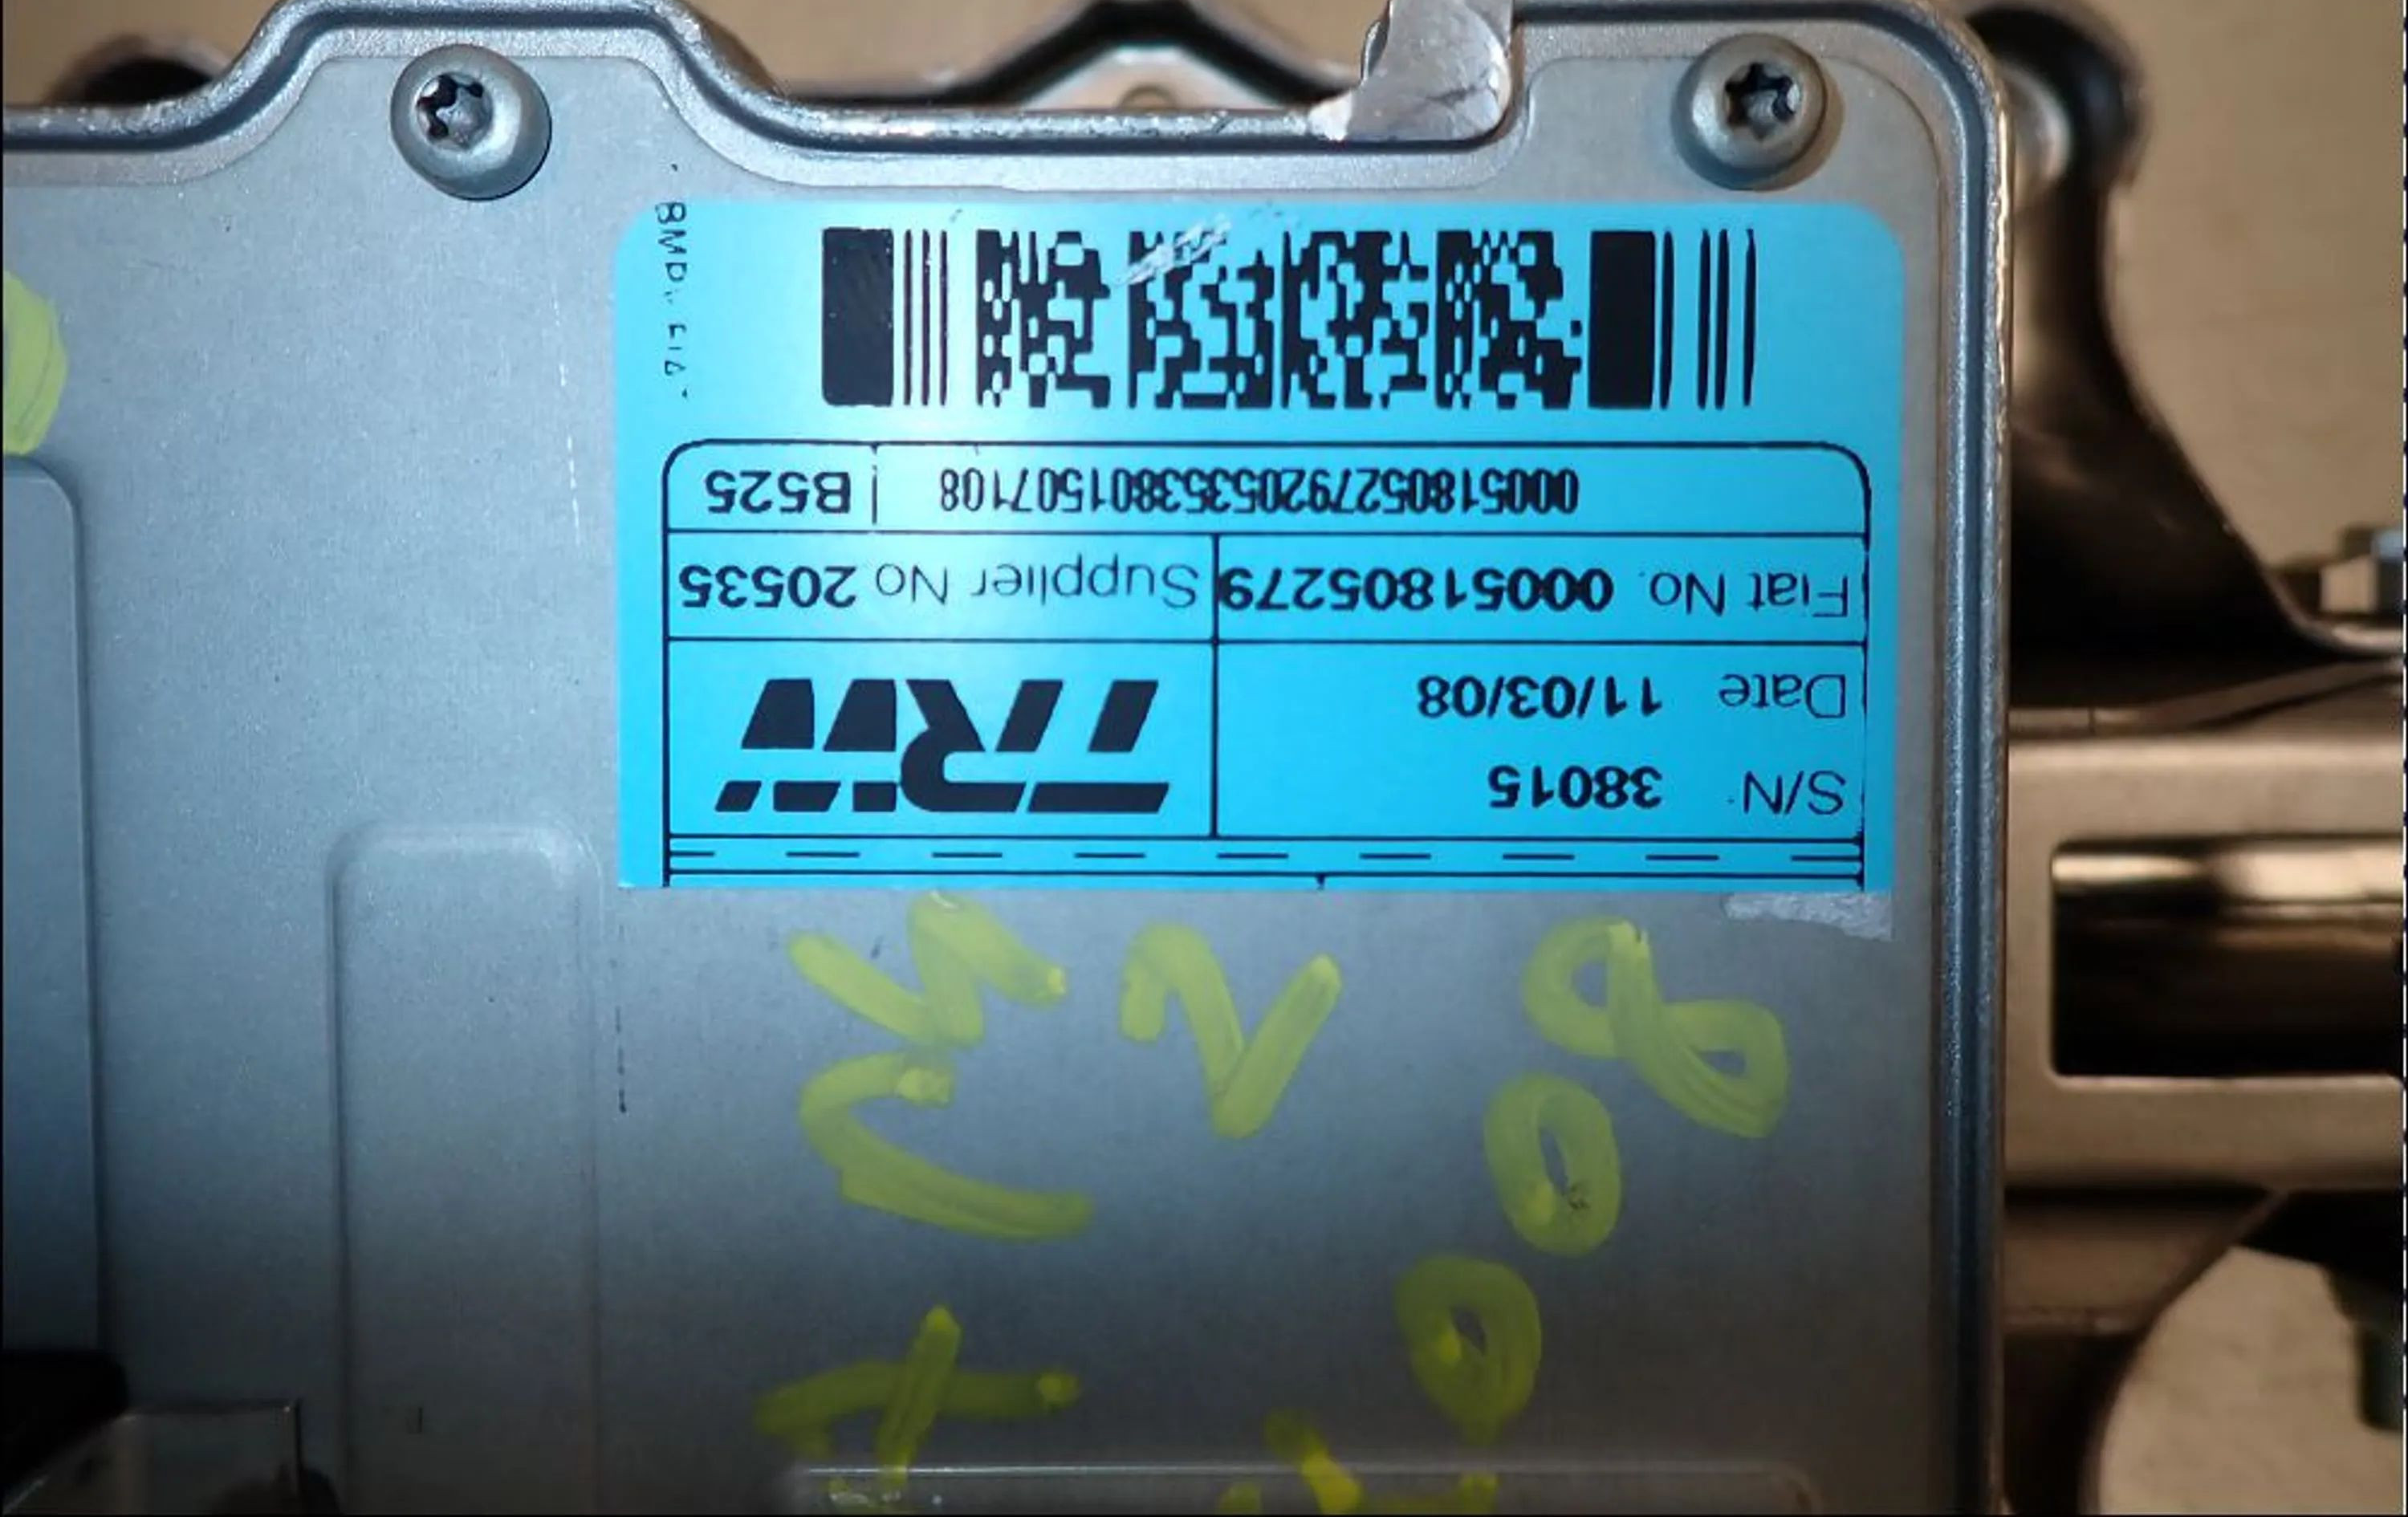 S/N 38015
Date 11/03/08
TRW
Fiat No. 00051805279 Supplier No 20535
00051805279205353801507108 B525